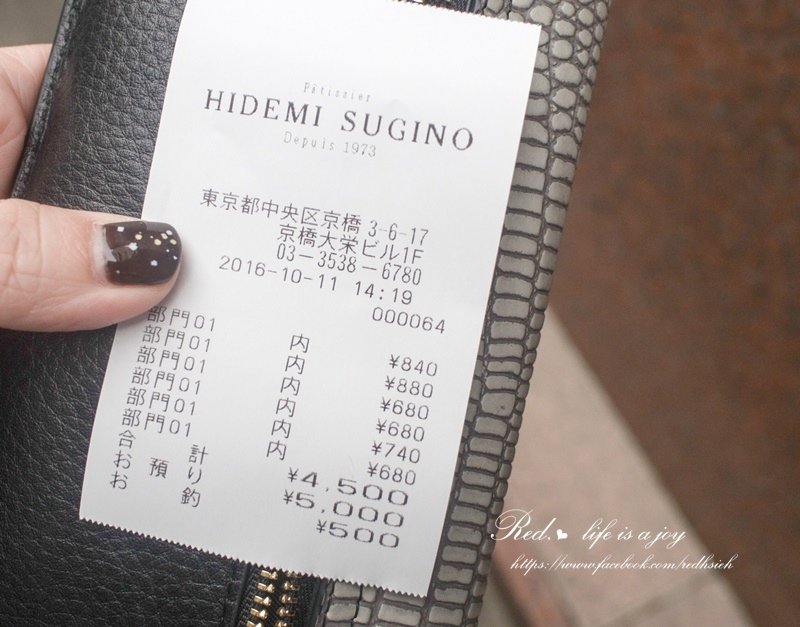 Pâtissier
HIDEMI SUGINO
Depuis 1973
東京都中央区京橋 3-6-17
京橋大栄ビル1F
03-3538-6780
2016-10-11 14:19
000064
部門01 内 ¥840
部門01 内 ¥880
部門01 内 ¥680
部門01 内 ¥680
部門01 内 ¥740
部門01 内 ¥680
合 計 ¥4,500
お 預 り ¥5,000
お 釣 ¥500
Red.❤ life is a joy
https://www.facebook.com/redhsieh